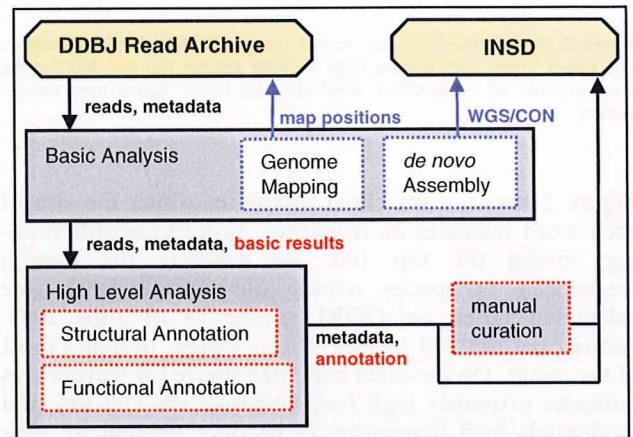 DDBJ Read Archive
INSD
reads, metadata
map positions
WGS/CON
Basic Analysis
Genome
Mapping
de novo
Assembly
reads, metadata, basic results
High Level Analysis
Structural Annotation
Functional Annotation
metadata,
annotation
manual
curation